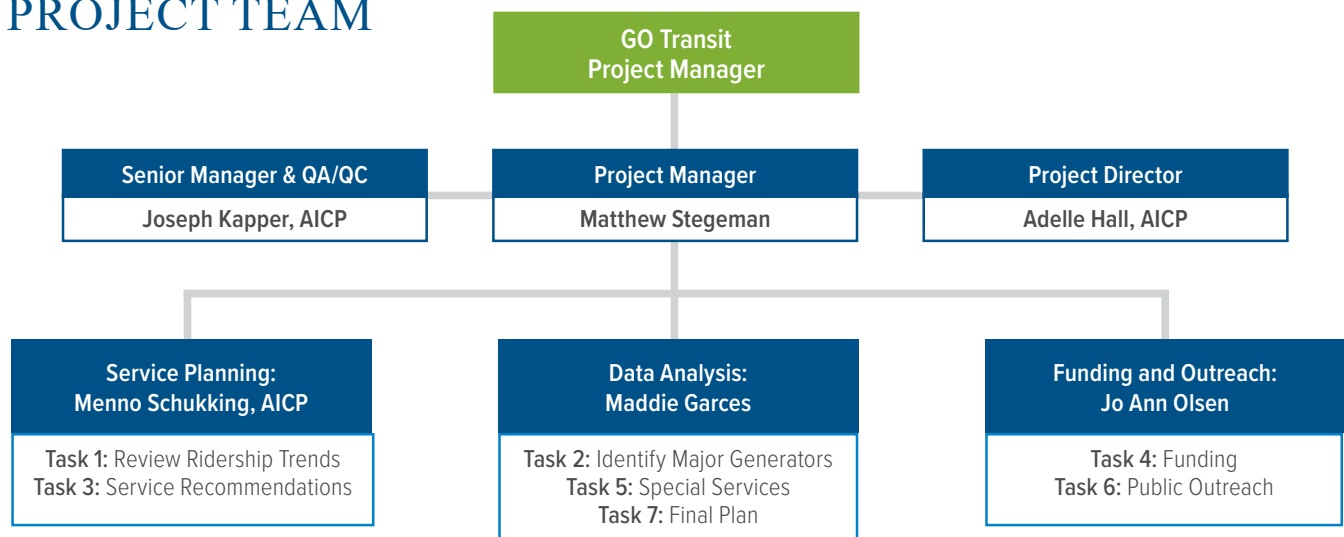 PROJECT TEAM
GO Transit
Project Manager
Senior Manager & QA/QC
Joseph Kapper, AICP
Project Manager
Matthew Stegeman
Project Director
Adelle Hall, AICP
Service Planning:
Menno Schukking, AICP
Task 1: Review Ridership Trends
Task 3: Service Recommendations
Data Analysis:
Maddie Garces
Task 2: Identify Major Generators
Task 5: Special Services
Task 7: Final Plan
Funding and Outreach:
Jo Ann Olsen
Task 4: Funding
Task 6: Public Outreach